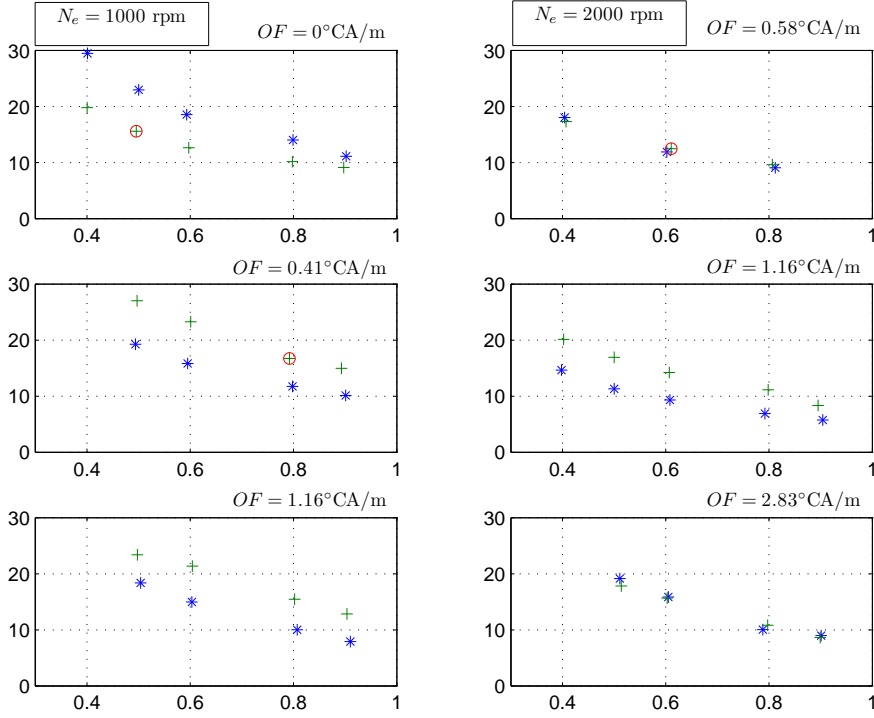 N_e = 1000 rpm
OF = 0°CA/m
30
20
10
0
0.4 0.6 0.8 1
N_e = 2000 rpm
OF = 0.58°CA/m
30
20
10
0
0.4 0.6 0.8 1
OF = 0.41°CA/m
30
20
10
0
0.4 0.6 0.8 1
OF = 1.16°CA/m
30
20
10
0
0.4 0.6 0.8 1
OF = 1.16°CA/m
30
20
10
0
0.4 0.6 0.8 1
OF = 2.83°CA/m
30
20
10
0
0.4 0.6 0.8 1